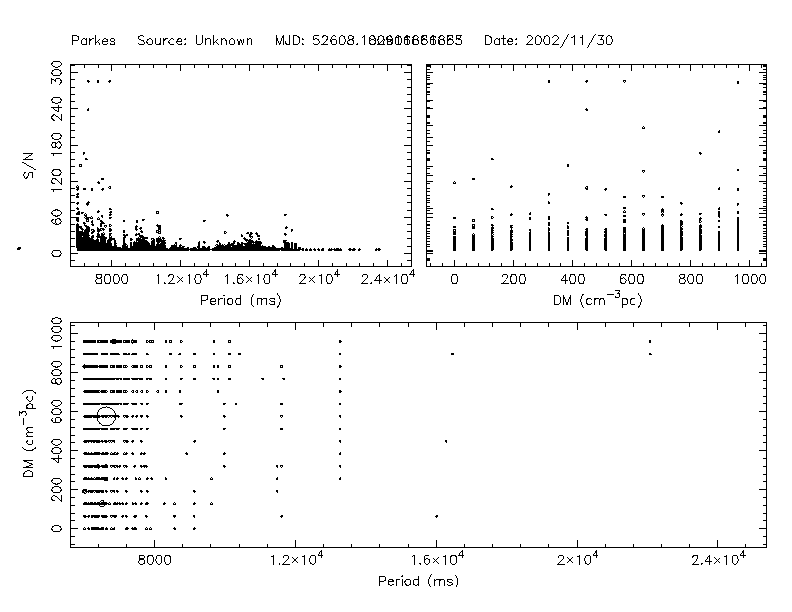 Parkes Source: Unknown MJD: Date: 2002/11/30
S/N
0 60 120 180 240 300
8000 1.2×10⁴ 1.6×10⁴ 2×10⁴ 2.4×10⁴
Period (ms)
0 200 400 600 800 1000
DM (cm⁻³pc)
DM (cm⁻³pc)
0 200 400 600 800 1000
8000 1.2×10⁴ 1.6×10⁴ 2×10⁴ 2.4×10⁴
Period (ms)